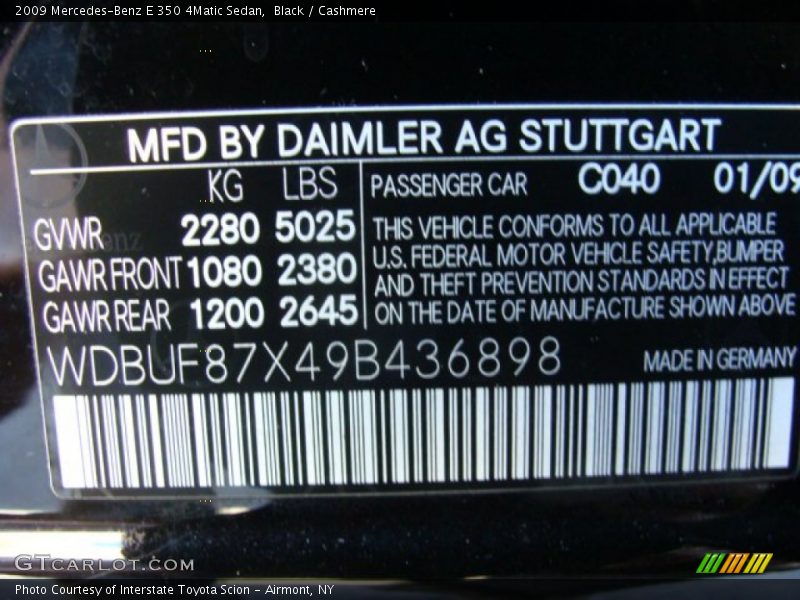 2009 Mercedes-Benz E 350 4Matic Sedan,  Black / Cashmere
MFD BY DAIMLER AG STUTTGART
KG LBS
GVWR 2280 5025
GAWR FRONT 1080 2380
GAWR REAR 1200 2645
PASSENGER CAR C040 01/09
THIS VEHICLE CONFORMS TO ALL APPLICABLE
U.S. FEDERAL MOTOR VEHICLE SAFETY,BUMPER
AND THEFT PREVENTION STANDARDS IN EFFECT
ON THE DATE OF MANUFACTURE SHOWN ABOVE
WDBUF87X49B436898
MADE IN GERMANY
GTCARLOT.COM
Photo Courtesy of Interstate Toyota Scion - Airmont, NY